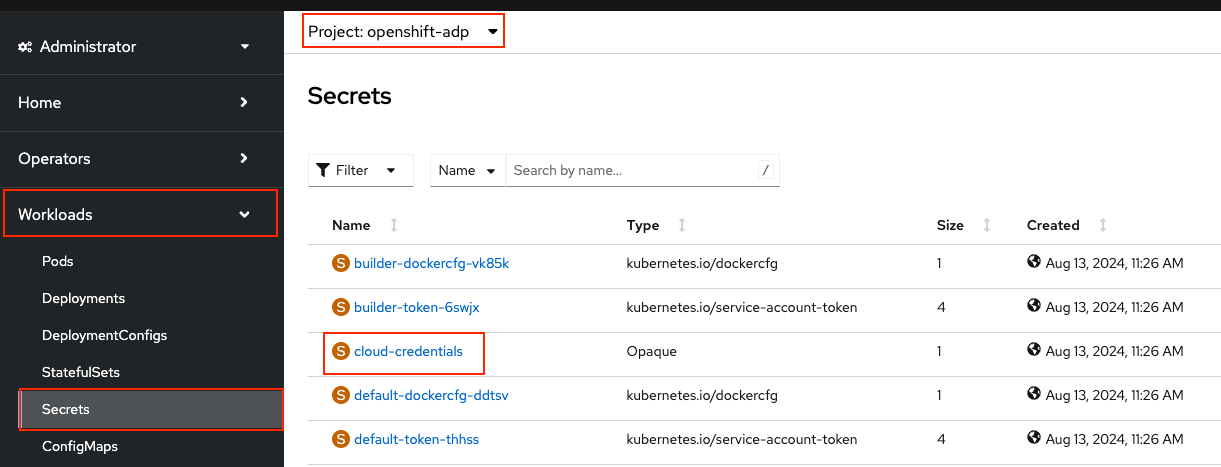 Administrator
Home
Operators
Workloads
Pods
Deployments
DeploymentConfigs
StatefulSets
Secrets
ConfigMaps
Project: openshift-adp
Secrets
Filter Name Search by name... /
Name Type Size Created
S builder-dockercfg-vk85k kubernetes.io/dockercfg 1 Aug 13, 2024, 11:26 AM
S builder-token-6swjx kubernetes.io/service-account-token 4 Aug 13, 2024, 11:26 AM
S cloud-credentials Opaque 1 Aug 13, 2024, 11:26 AM
S default-dockercfg-ddtsv kubernetes.io/dockercfg 1 Aug 13, 2024, 11:26 AM
S default-token-thhss kubernetes.io/service-account-token 4 Aug 13, 2024, 11:26 AM